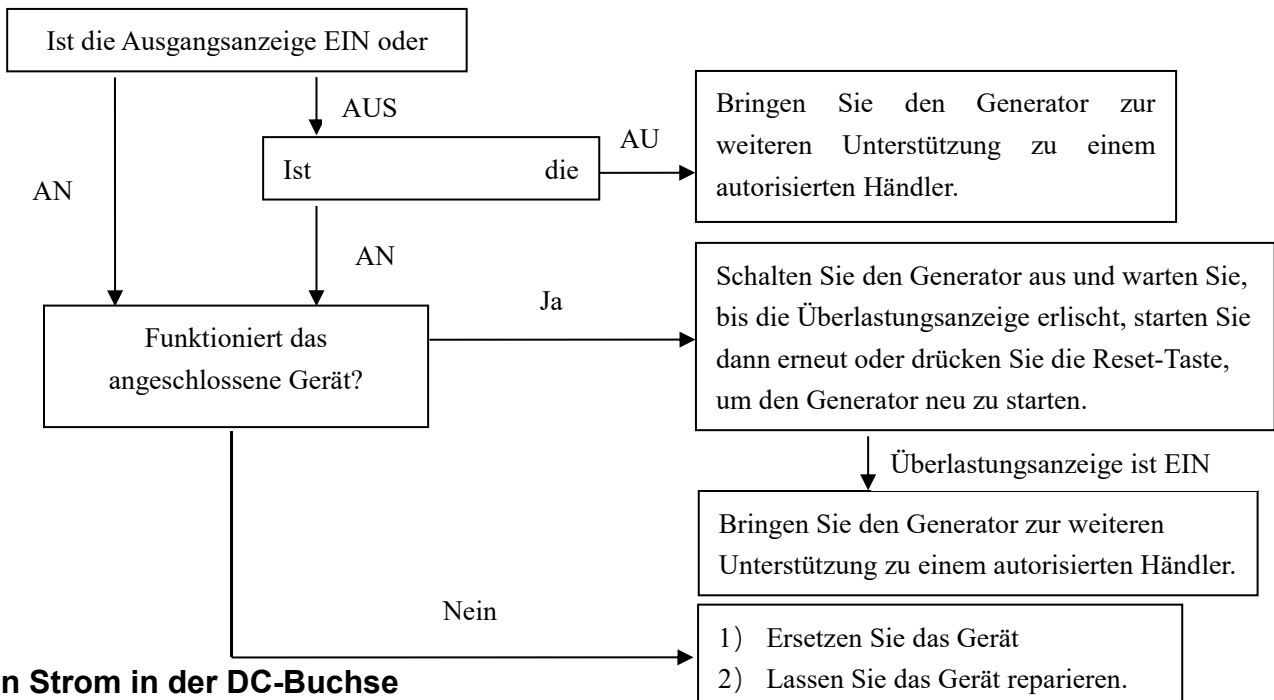 Ist die Ausgangsanzeige EIN oder
AUS
AU
Bringen Sie den Generator zur
weiteren Unterstützung zu einem
autorisierten Händler.
Ist die
AN
AN
Schalten Sie den Generator aus und warten Sie,
bis die Überlastungsanzeige erlischt, starten Sie
dann erneut oder drücken Sie die Reset-Taste,
um den Generator neu zu starten.
Ja
Funktioniert das
angeschlossene Gerät?
Überlastungsanzeige ist EIN
Bringen Sie den Generator zur weiteren
Unterstützung zu einem autorisierten Händler.
Nein
1) Ersetzen Sie das Gerät
2) Lassen Sie das Gerät reparieren.
n Strom in der DC-Buchse